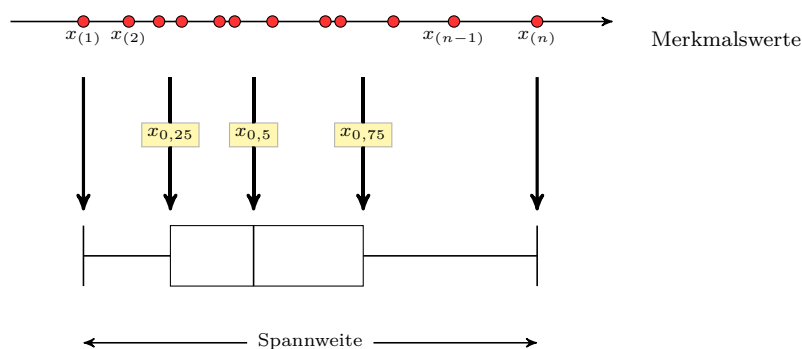 x(1) x(2) x(n−1) x(n)
Merkmalswerte
x0,25 x0,5 x0,75
Spannweite